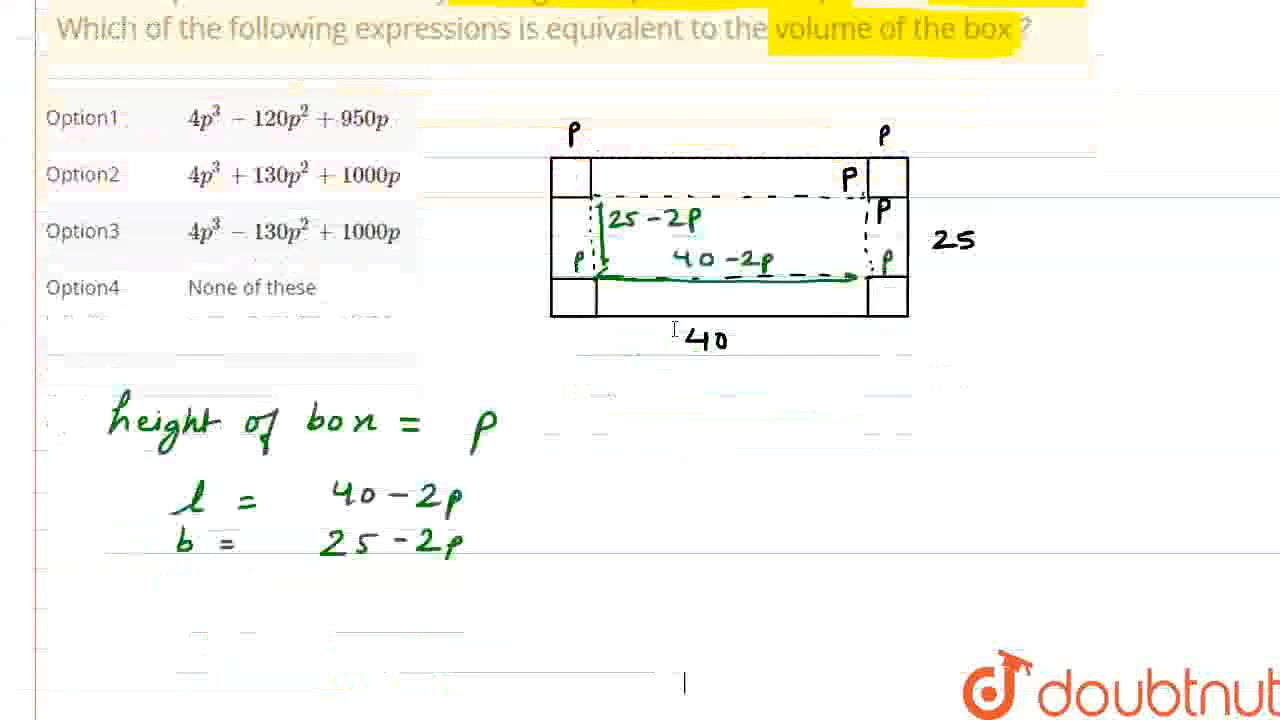 Which of the following expressions is equivalent to the volume of the box ?
Option1 4p³ − 120p² + 950p
Option2 4p³ + 130p² + 1000p
Option3 4p³ − 130p² + 1000p
Option4 None of these
P P
P
25 - 2P P
P 40 - 2P P
25
40
height of box = P
l = 40 - 2p
b = 25 - 2p
doubtnut